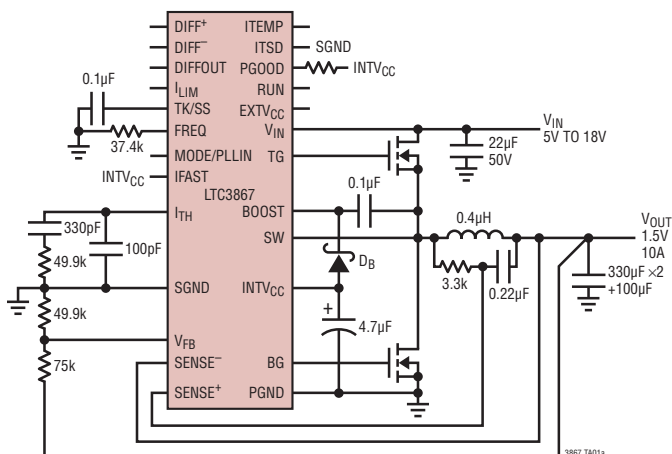 DIFF+
DIFF–
DIFFOUT
ILIM
TK/SS
FREQ
MODE/PLLIN
IFAST
LTC3867
ITH
SGND
VFB
SENSE–
SENSE+
ITEMP
ITSD
PGOOD
RUN
EXTVCC
VIN
TG
BOOST
SW
INTVCC
BG
PGND
0.1µF
37.4k
INTVCC
330pF
100pF
49.9k
49.9k
75k
SGND
INTVCC
VIN
5V TO 18V
22µF
50V
0.1µF
0.4µH
DB
3.3k
0.22µF
+
4.7µF
VOUT
1.5V
10A
330µF ×2
+100µF
3867 TA01a